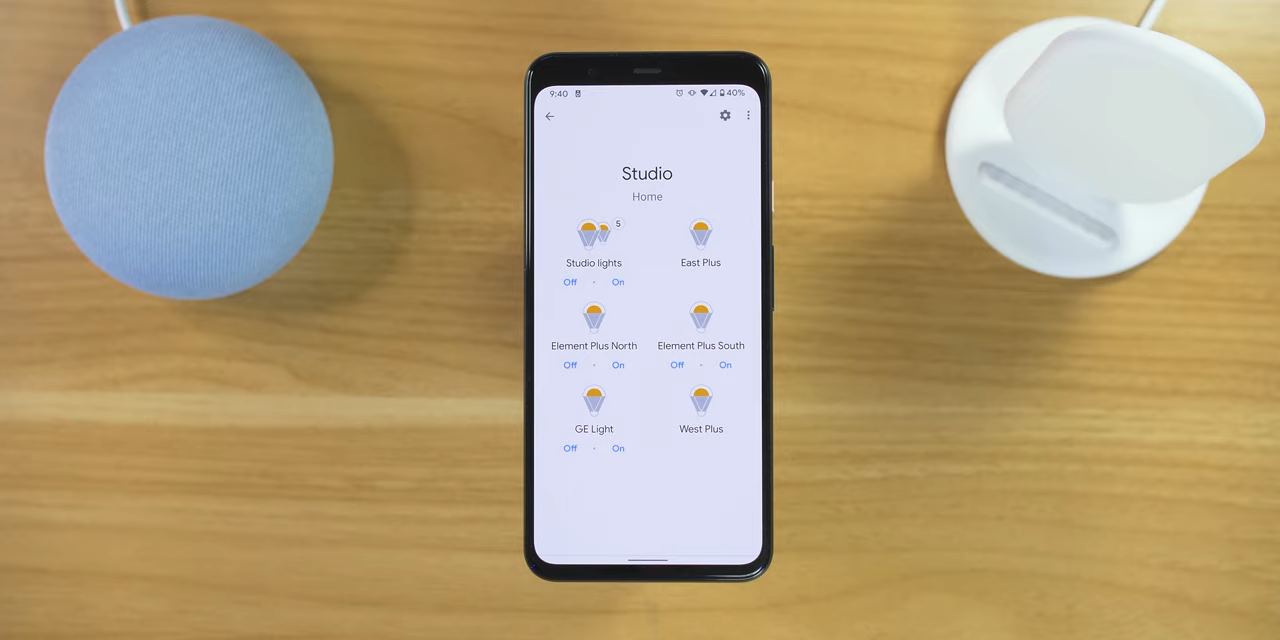 9:40 40%
Studio
Home
5
Studio lights East Plus
Off · On
Element Plus North Element Plus South
Off · On Off · On
GE Light West Plus
Off · On